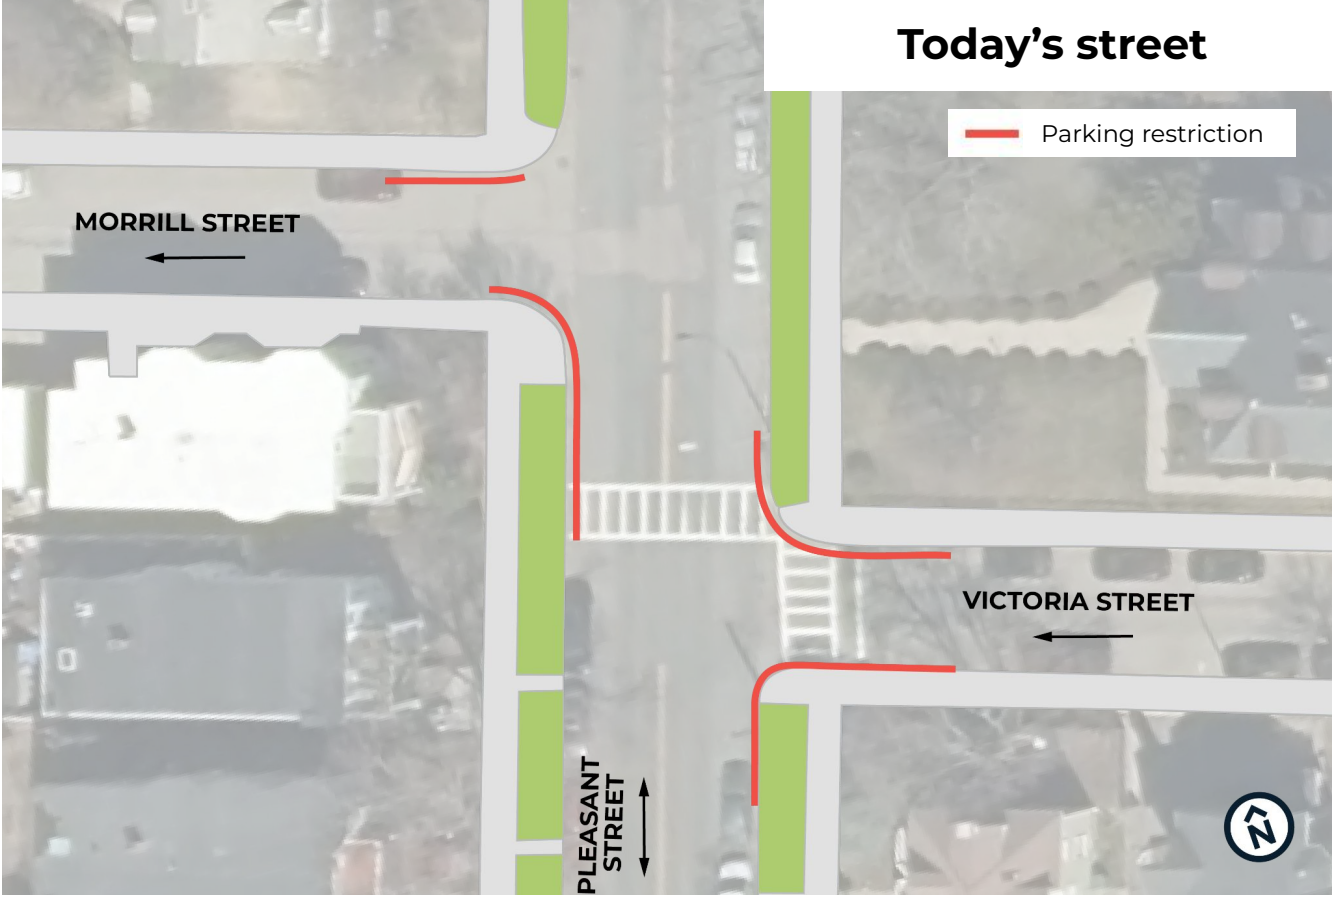 Today’s street
Parking restriction
MORRILL STREET
VICTORIA STREET
PLEASANT
STREET
N